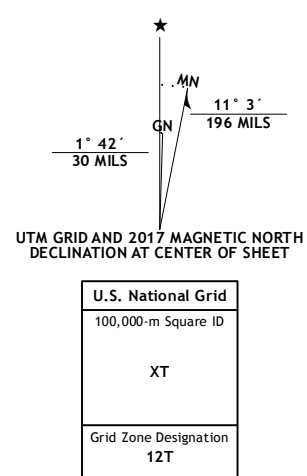 ★
MN
GN
11° 3´
196 MILS
1° 42´
30 MILS
UTM GRID AND 2017 MAGNETIC NORTH
DECLINATION AT CENTER OF SHEET
U.S. National Grid
100,000-m Square ID
XT
Grid Zone Designation
12T